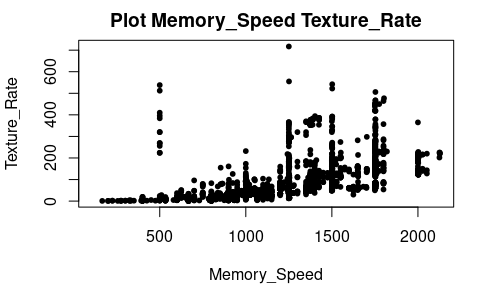 Plot Memory_Speed Texture_Rate
Texture_Rate
600
400
200
0
500 1000 1500 2000
Memory_Speed